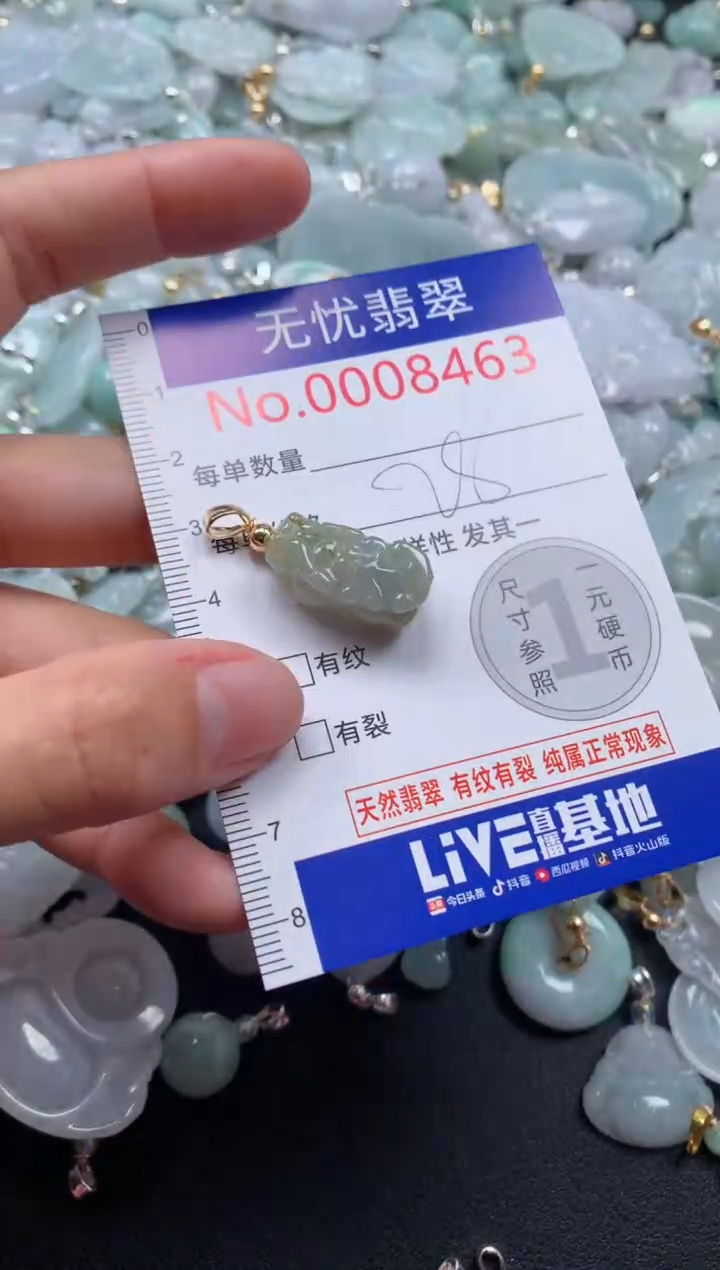 0
无忧翡翠
No.0008463
1
2
每单数量
3
样性 发其一
4
有纹
有裂
尺寸参照
1
一元硬币
天然翡翠 有纹有裂 纯属正常现象
7
LiVE直播基地
8
今日头条 抖音 西瓜视频 抖音火山版